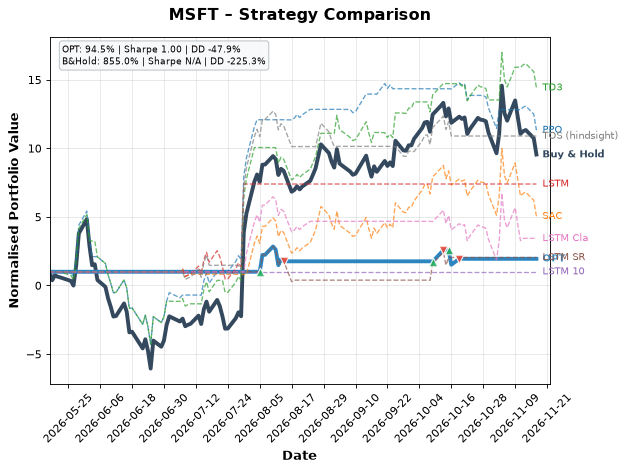 MSFT – Strategy Comparison
OPT: 94.5% | Sharpe 1.00 | DD -47.9%
B&Hold: 855.0% | Sharpe N/A | DD -225.3%
Normalised Portfolio Value
15
10
5
0
−5
TD3
PPO
(hindsight)
Buy & Hold
LSTM
SAC
LSTM Cla
LSTM SR
OPT
LSTM 10
2026-05-25
2026-06-06
2026-06-18
2026-06-30
2026-07-12
2026-07-24
2026-08-05
2026-08-17
2026-08-29
2026-09-10
2026-09-22
2026-10-04
2026-10-16
2026-10-28
2026-11-09
2026-11-21
Date